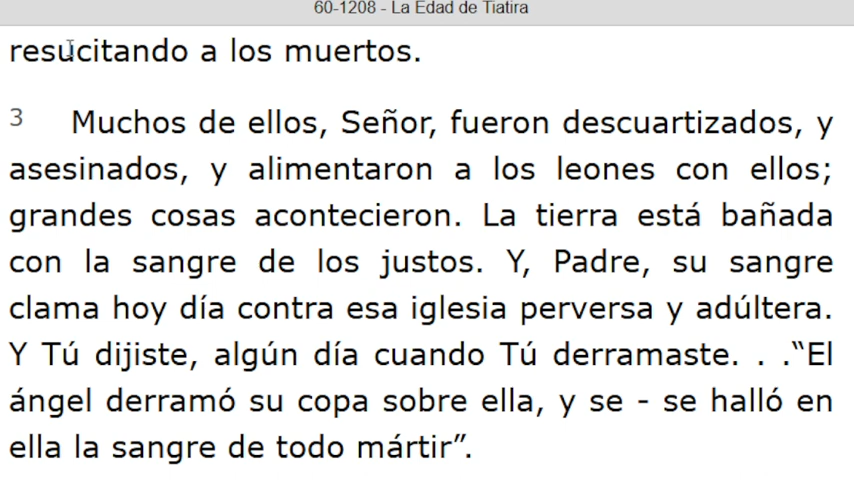 60-1208 - La Edad de Tiatira
resucitando a los muertos.
3 Muchos de ellos, Señor, fueron descuartizados, y
asesinados, y alimentaron a los leones con ellos;
grandes cosas acontecieron. La tierra está bañada
con la sangre de los justos. Y, Padre, su sangre
clama hoy día contra esa iglesia perversa y adúltera.
Y Tú dijiste, algún día cuando Tú derramaste. . .“El
ángel derramó su copa sobre ella, y se - se halló en
ella la sangre de todo mártir”.